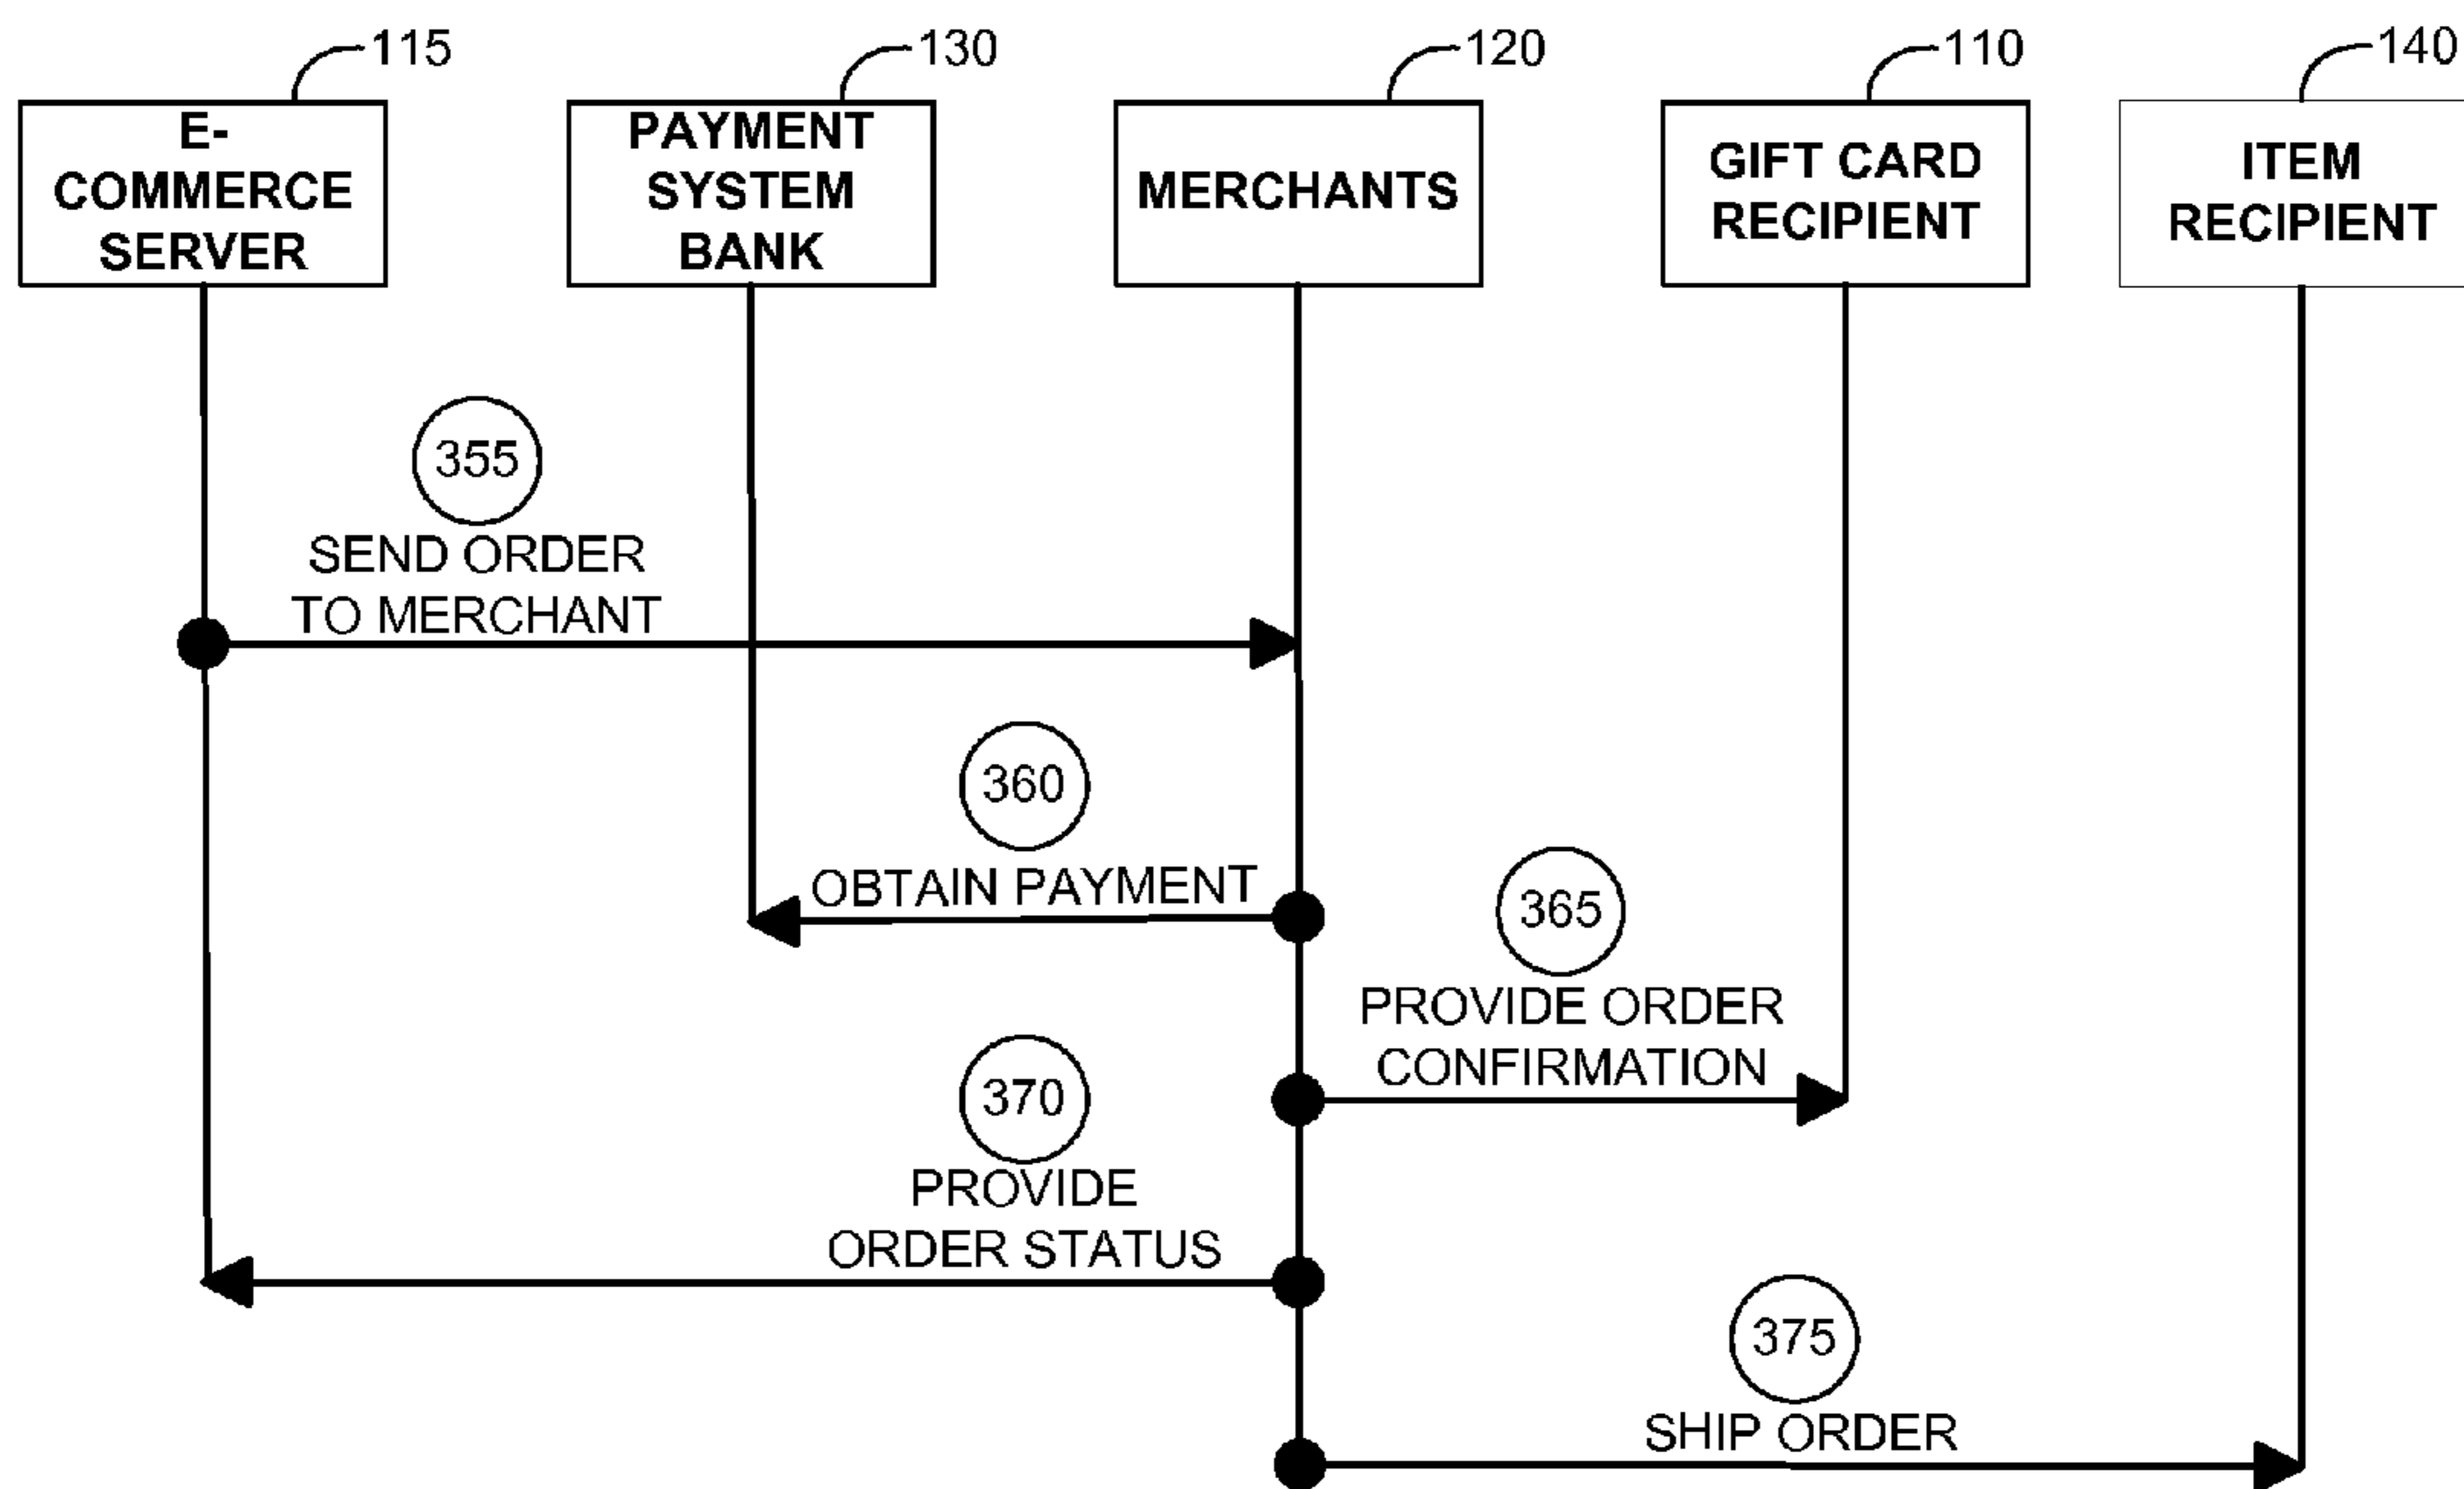 115
130
120
110
140
E-
COMMERCE
SERVER
PAYMENT
SYSTEM
BANK
MERCHANTS
GIFT CARD
RECIPIENT
ITEM
RECIPIENT
355
SEND ORDER
TO MERCHANT
360
OBTAIN PAYMENT
365
PROVIDE ORDER
CONFIRMATION
370
PROVIDE
ORDER STATUS
375
SHIP ORDER